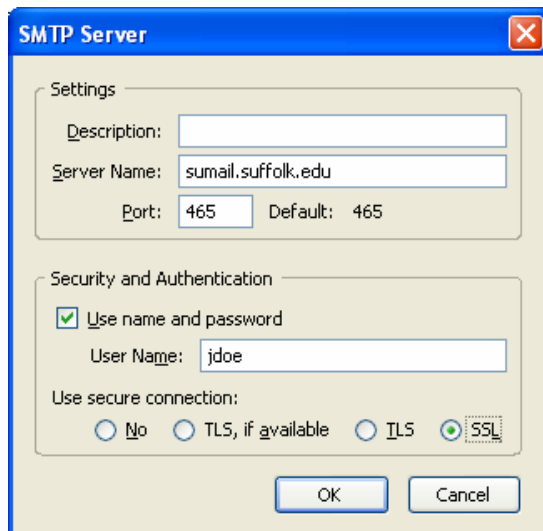 SMTP Server
Settings
Description:
Server Name: sumail.suffolk.edu
Port: 465 Default: 465
Security and Authentication
Use name and password
User Name: jdoe
Use secure connection:
No TLS, if available TLS SSL
OK Cancel